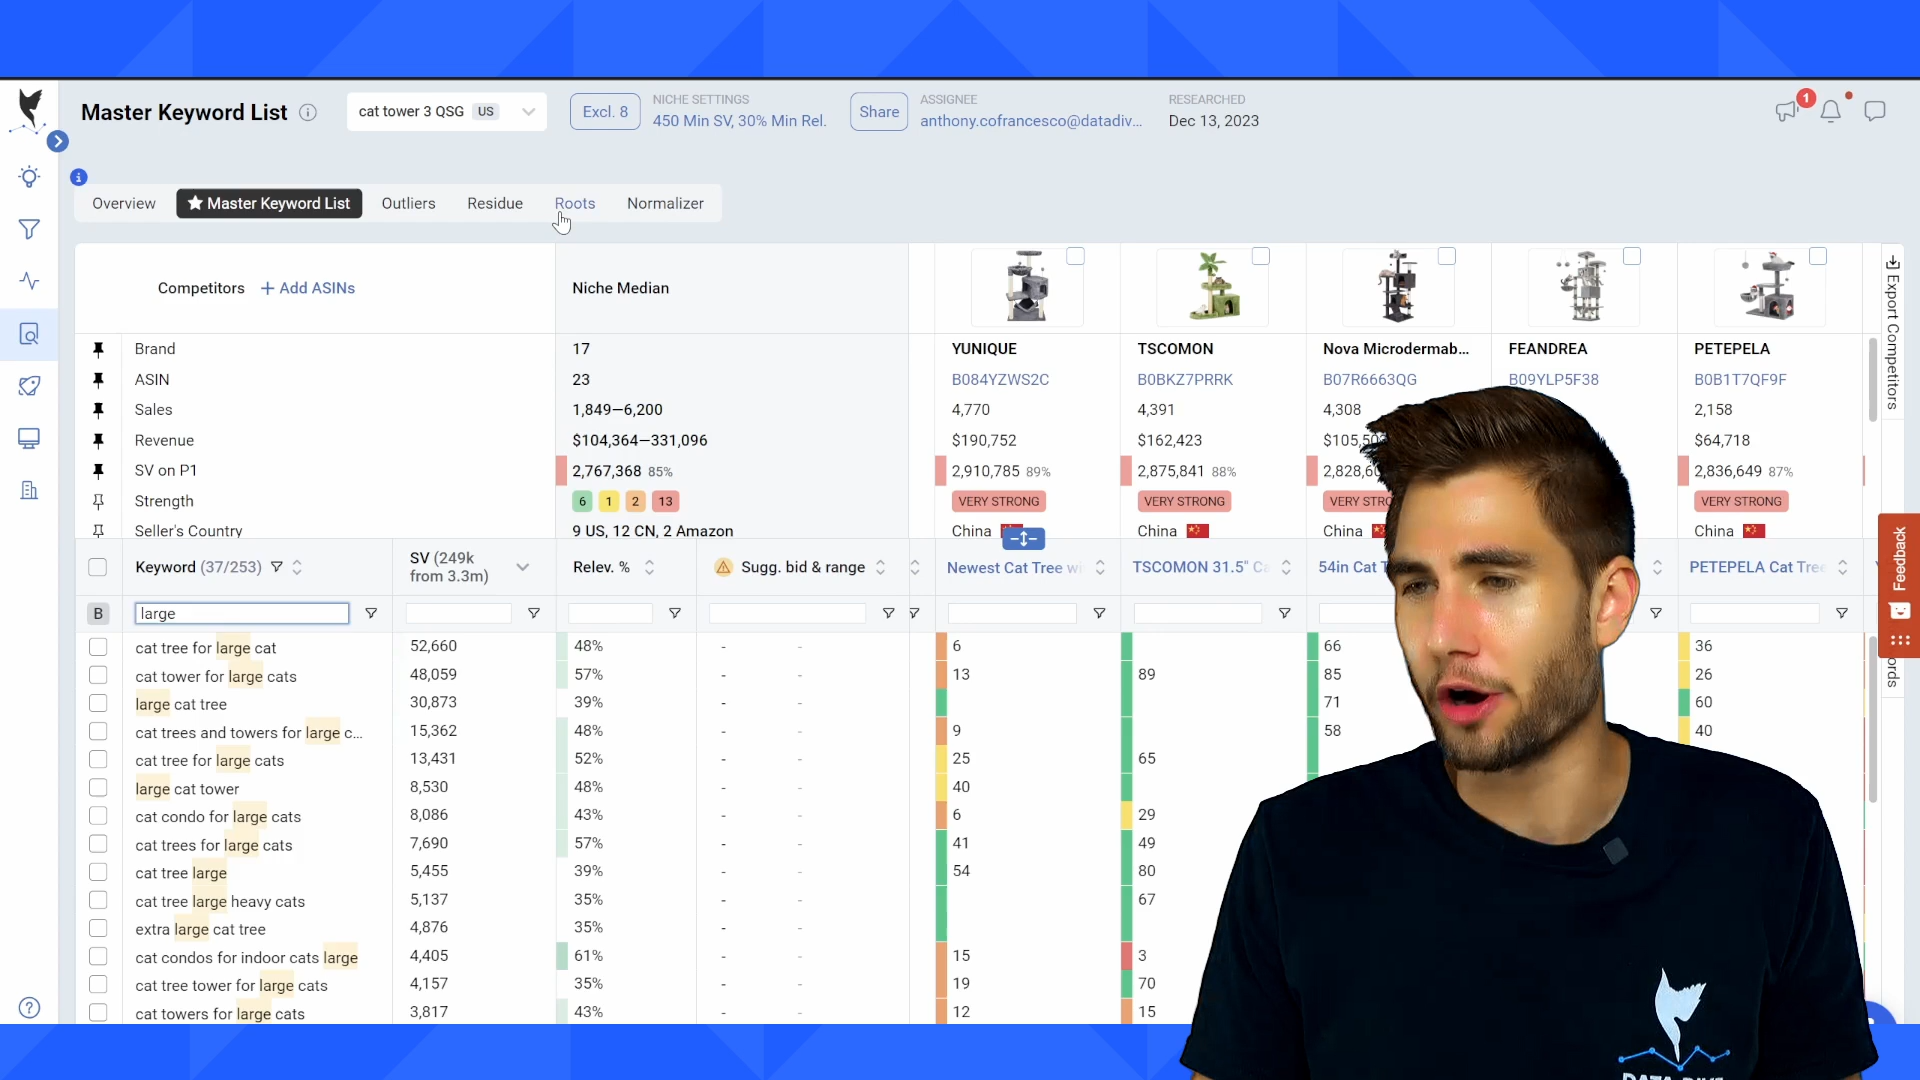 Master Keyword List
cat tower 3 QSG US
Excl. 8
NICHE SETTINGS
450 Min SV, 30% Min Rel.
Share
ASSIGNEE
anthony.cofrancesco@datadiv...
RESEARCHED
Dec 13, 2023
1
Overview
Master Keyword List
Outliers
Residue
Roots
Normalizer
Competitors
+ Add ASINs
Niche Median
Export Competitors
Brand 17 YUNIQUE TSCOMON Nova Microdermab... FEANDREA PETEPELA
ASIN 23 B084YZWS2C B0BKZ7PRRK B07R6663QG B09YLP5F38 B0B1T7QF9F
Sales 1,849—6,200 4,770 4,391 4,308 2,158
Revenue $104,364—331,096 $190,752 $162,423 $64,718
SV on P1 2,767,368 85% 2,910,785 89% 2,875,841 88% 2,836,649 87%
Strength 6 1 2 13 VERY STRONG VERY STRONG VERY VERY STRONG
Seller's Country 9 US, 12 CN, 2 Amazon China China China China
Keyword (37/253) SV (249k from 3.3m) Relev. % Sugg. bid & range Newest Cat Tree TSCOMON 31.5" 54in Cat PETEPELA Cat Tree
B large
cat tree for large cat 52,660 48% - - 6 66 36
cat tower for large cats 48,059 57% - - 13 89 85 26
large cat tree 30,873 39% - - 71 60
cat trees and towers for large c... 15,362 48% - - 9 58 40
cat tree for large cats 13,431 52% - - 25 65
large cat tower 8,530 48% - - 40
cat condo for large cats 8,086 43% - - 6 29
cat trees for large cats 7,690 57% - - 41 49
cat tree large 5,455 39% - - 54 80
cat tree large heavy cats 5,137 35% - - 67
extra large cat tree 4,876 35% - -
cat condos for indoor cats large 4,405 61% - - 15 3
cat tree tower for large cats 4,157 35% - - 19 70
cat towers for large cats 3,817 43% - - 12 15
Feedback